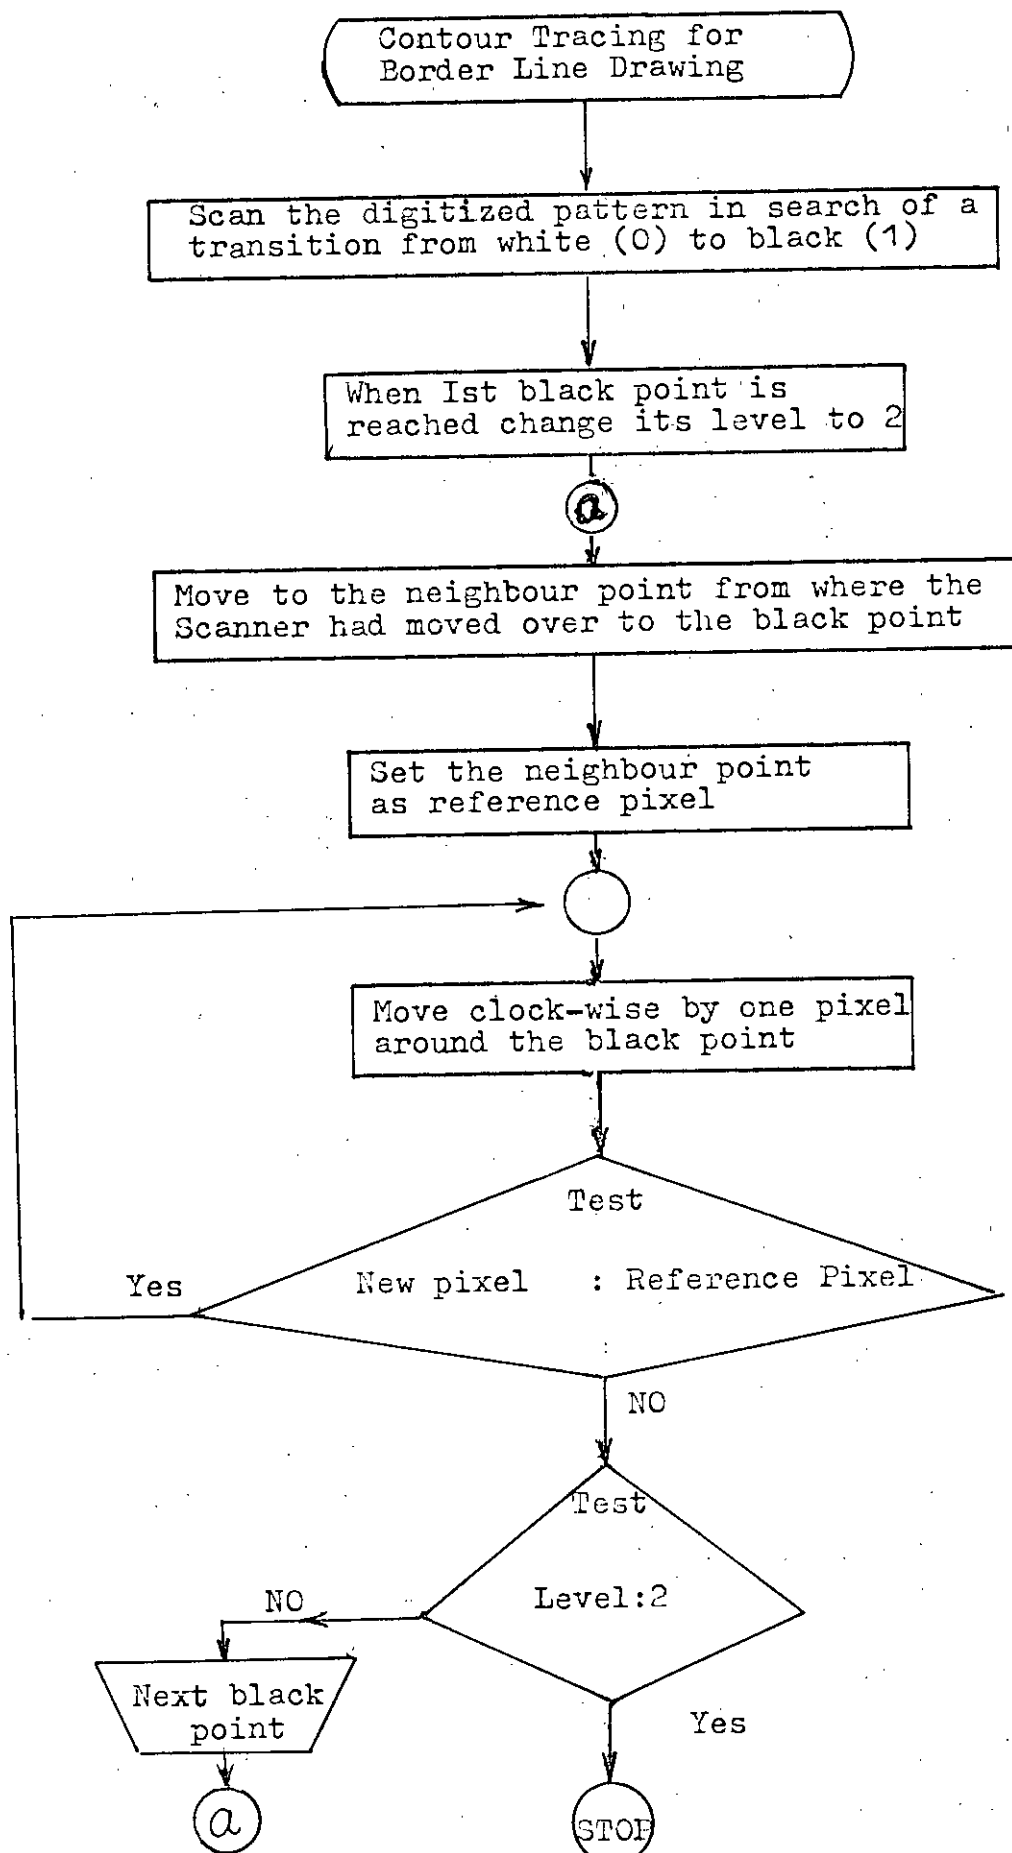 Contour Tracing for
Border Line Drawing
Scan the digitized pattern in search of a
transition from white (0) to black (1)
When Ist black point is
reached change its level to 2
a
Move to the neighbour point from where the
Scanner had moved over to the black point
Set the neighbour point
as reference pixel
Move clock-wise by one pixel
around the black point
Test
New pixel : Reference Pixel
Yes
NO
Test
Level:2
NO
Yes
Next black
point
a
STOP